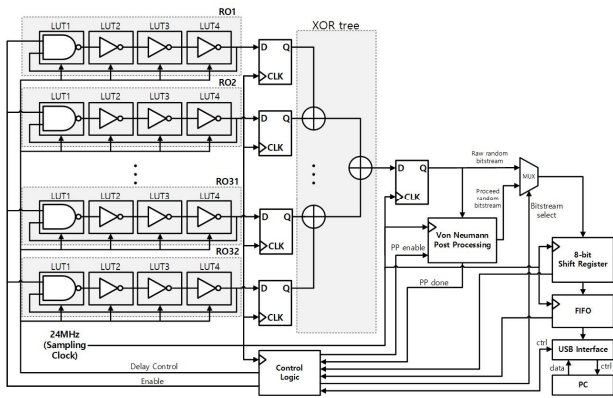 RO1
LUT1 LUT2 LUT3 LUT4
D Q
CLK
XOR tree
RO2
LUT1 LUT2 LUT3 LUT4
D Q
CLK
RO31
LUT1 LUT2 LUT3 LUT4
D Q
CLK
RO32
LUT1 LUT2 LUT3 LUT4
D Q
CLK
D Q
CLK
Raw random
bitstream
Proceed
random
bitstream
MUX
Bitstream
select
Von Neumann
Post Processing
PP enable
PP done
8-bit
Shift Register
FIFO
USB Interface
ctrl
data
ctrl
PC
24MHz
(Sampling
Clock)
Delay Control
Enable
Control
Logic